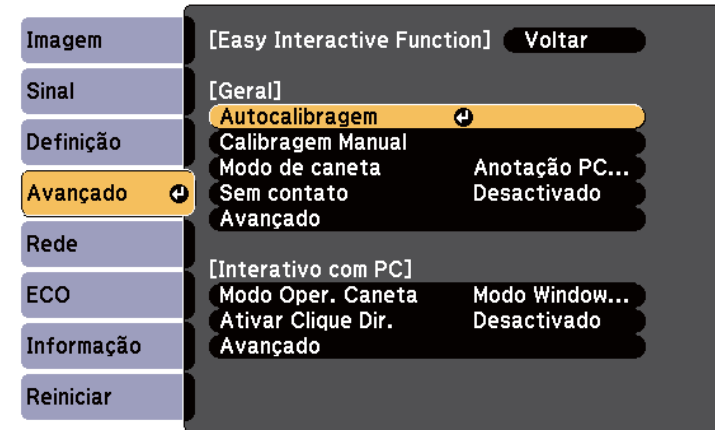 Imagem
Sinal
Definição
Avançado
Rede
ECO
Informação
Reiniciar
[Easy Interactive Function] Voltar
[Geral]
Autocalibragem
Calibragem Manual
Modo de caneta Anotação PC...
Sem contato Desactivado
Avançado
[Interativo com PC]
Modo Oper. Caneta Modo Window...
Ativar Clique Dir. Desactivado
Avançado